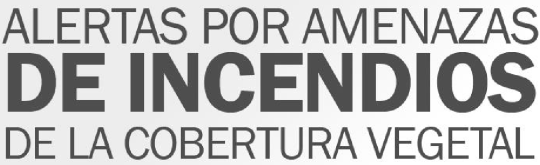 ALERTAS POR AMENAZAS
DE INCENDIOS
DE LA COBERTURA VEGETAL